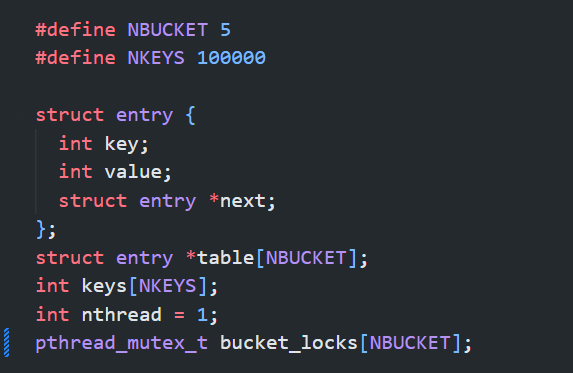 #define NBUCKET 5
#define NKEYS 100000

struct entry {
  int key;
  int value;
  struct entry *next;
};
struct entry *table[NBUCKET];
int keys[NKEYS];
int nthread = 1;
pthread_mutex_t bucket_locks[NBUCKET];